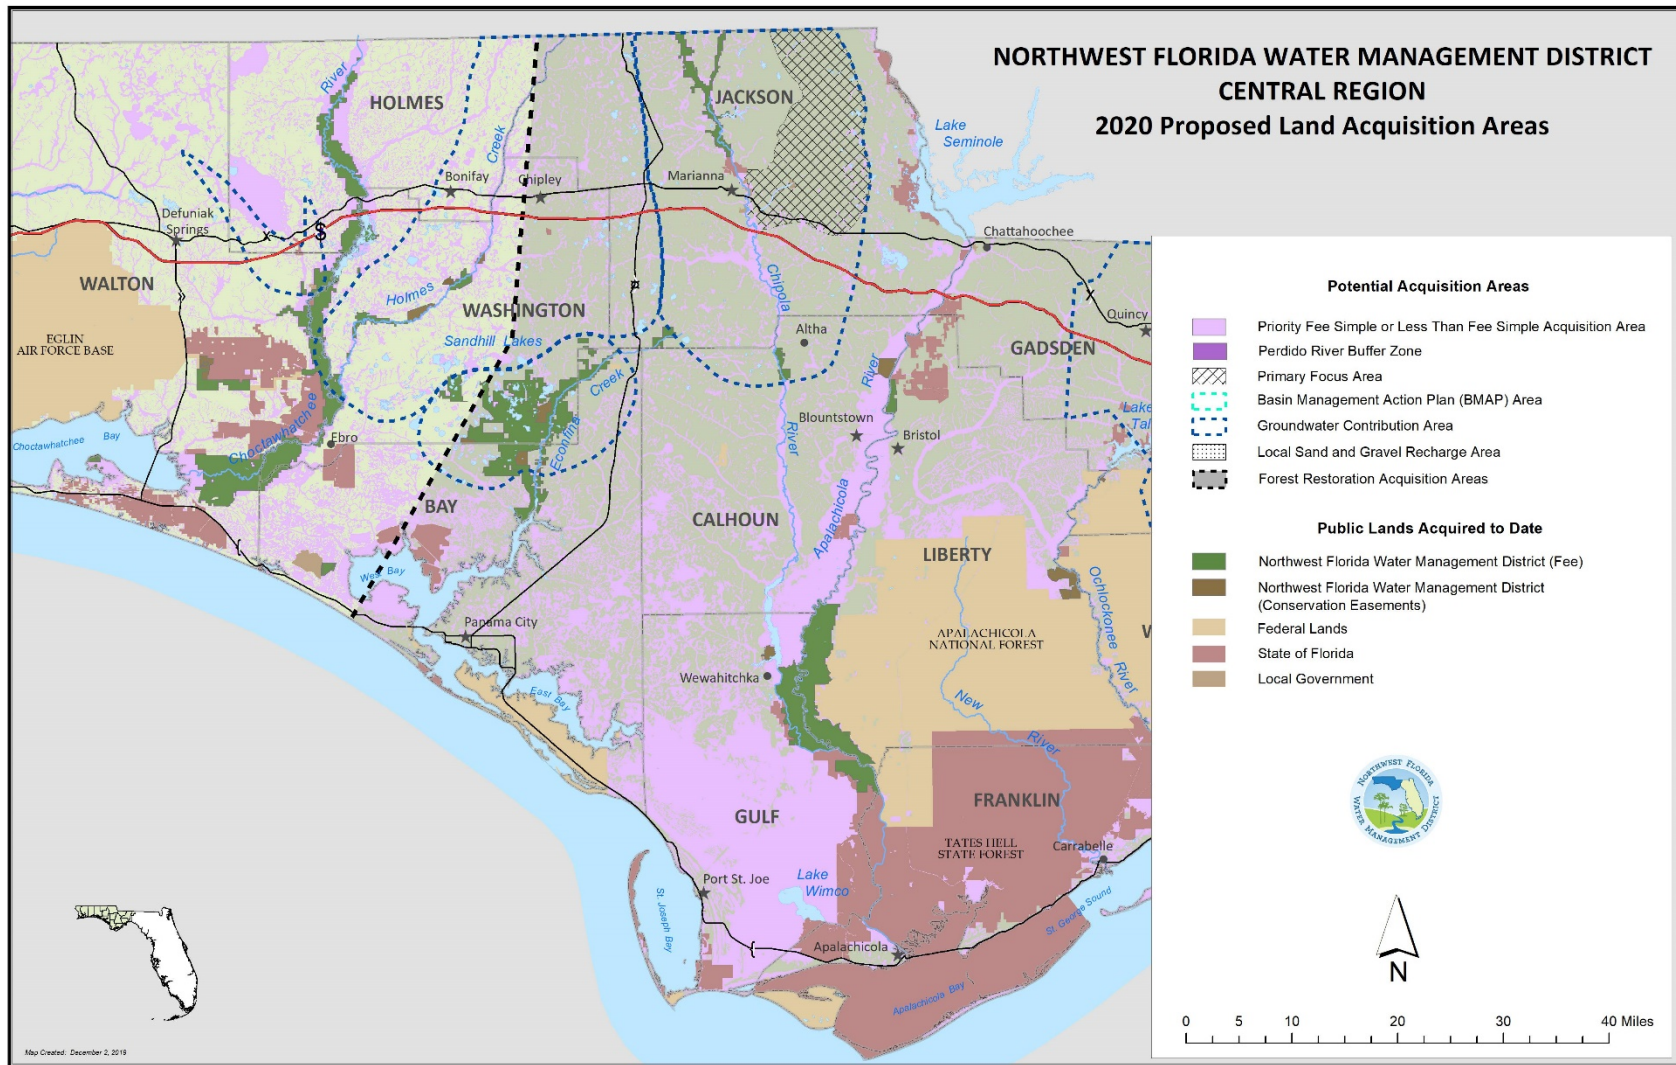 NORTHWEST FLORIDA WATER MANAGEMENT DISTRICT
CENTRAL REGION
2020 Proposed Land Acquisition Areas
River
HOLMES
JACKSON
Lake
Seminole
Creek
Bonifay
Chipley
Marianna
Defuniak
Springs
$
Chattahoochee
WALTON
Holmes
WASHINGTON
Chipola
Quincy
EGLIN
AIR FORCE BASE
Sandhill Lakes
Altha
GADSDEN
Creek
River
Lake
Tal
Choctawhatchee Bay
Choctawhatchee
Ebro
Econfina
Blountstown
River
Bristol
BAY
CALHOUN
Apalachicola
LIBERTY
West Bay
Ochlockonee
River
Panama City
APALACHICOLA
NATIONAL FOREST
W
Wewahitchka
East Bay
New
River
GULF
FRANKLIN
TATES HELL
STATE FOREST
Carrabelle
Port St. Joe
Lake
Wimco
St. Joseph Bay
St. George Sound
Apalachicola
Apalachicola Bay
Potential Acquisition Areas
Priority Fee Simple or Less Than Fee Simple Acquisition Area
Perdido River Buffer Zone
Primary Focus Area
Basin Management Action Plan (BMAP) Area
Groundwater Contribution Area
Local Sand and Gravel Recharge Area
Forest Restoration Acquisition Areas
Public Lands Acquired to Date
Northwest Florida Water Management District (Fee)
Northwest Florida Water Management District
(Conservation Easements)
Federal Lands
State of Florida
Local Government
NORTHWEST FLORIDA
WATER MANAGEMENT DISTRICT
N
0 5 10 20 30 40 Miles
Map Created: December 2, 2019